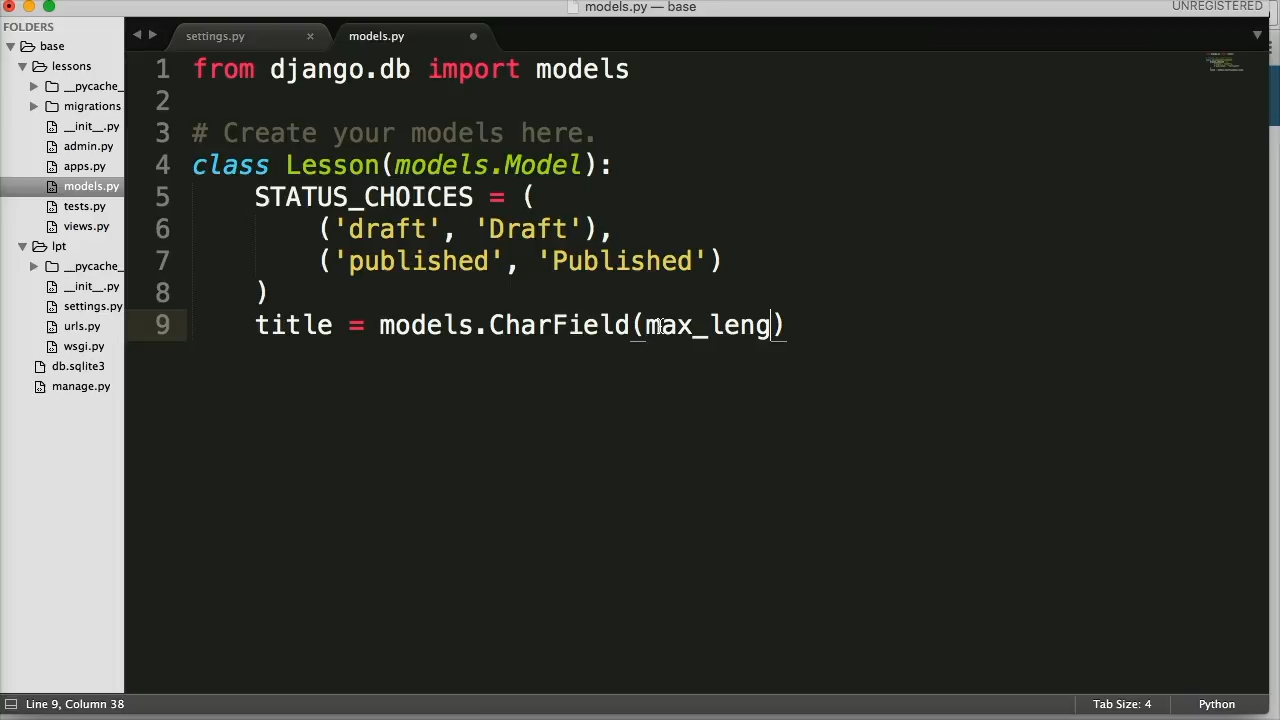 models.py — base
UNREGISTERED
FOLDERS
base
lessons
__pycache_
migrations
__init__.py
admin.py
apps.py
models.py
tests.py
views.py
lpt
__pycache_
__init__.py
settings.py
urls.py
wsgi.py
db.sqlite3
manage.py
settings.py ×
models.py
1 from django.db import models
2
3 # Create your models here.
4 class Lesson(models.Model):
5 STATUS_CHOICES = (
6 ('draft', 'Draft'),
7 ('published', 'Published')
8 )
9 title = models.CharField(max_leng)
Line 9, Column 38
Tab Size: 4
Python